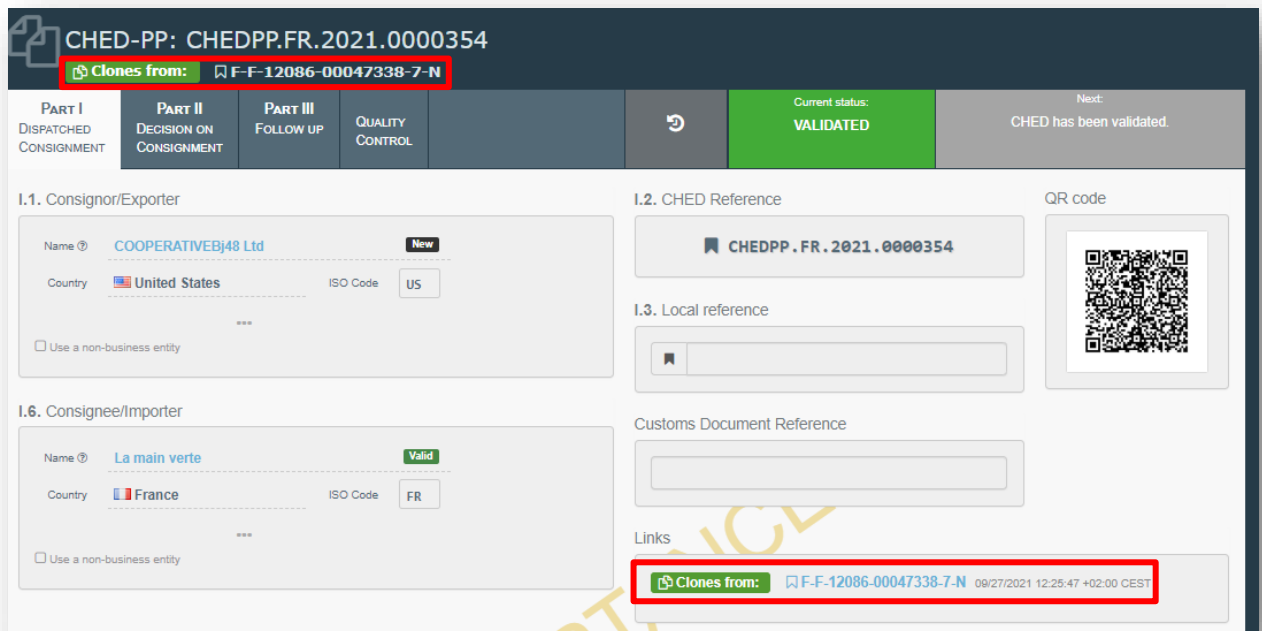 CHED-PP: CHEDPP.FR.2021.0000354
Clones from: F-F-12086-00047338-7-N
PART I
DISPATCHED
CONSIGNMENT
PART II
DECISION ON
CONSIGNMENT
PART III
FOLLOW UP
QUALITY
CONTROL
Current status:
VALIDATED
Next:
CHED has been validated.
I.1. Consignor/Exporter
Name COOPERATIVEBj48 Ltd New
Country United States ISO Code US
Use a non-business entity
I.6. Consignee/Importer
Name La main verte Valid
Country France ISO Code FR
Use a non-business entity
I.2. CHED Reference
CHEDPP.FR.2021.0000354
I.3. Local reference
Customs Document Reference
Links
Clones from: F-F-12086-00047338-7-N 09/27/2021 12:25:47 +02:00 CEST
QR code